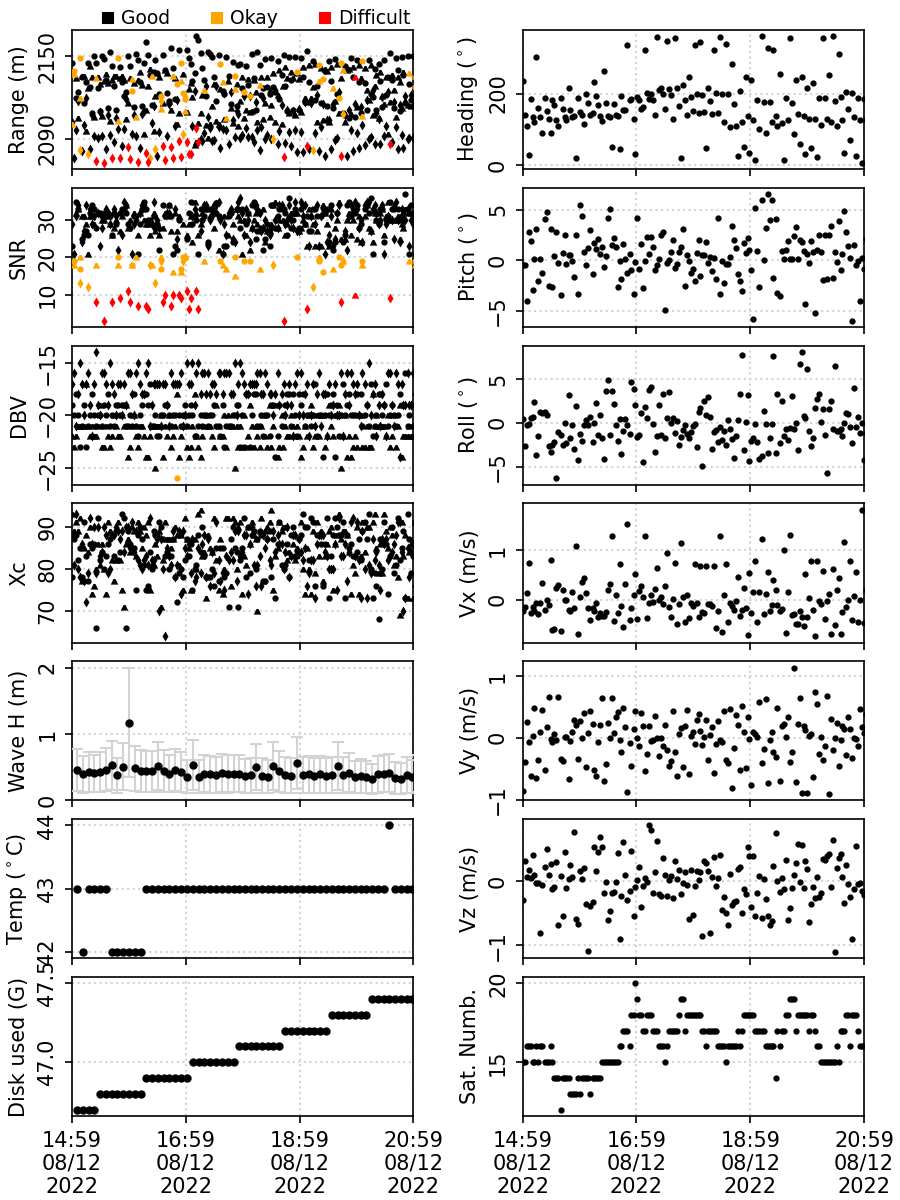 Good Okay Difficult
Range (m)
2150
2090
Heading (°)
200
0
SNR
30
20
10
Pitch (°)
5
0
−5
DBV
−15
−20
−25
Roll (°)
5
0
−5
Xc
90
80
70
Vx (m/s)
1
0
Wave H (m)
2
1
0
Vy (m/s)
1
0
−1
Temp (°C)
44
43
42
Vz (m/s)
0
−1
Disk used (G)
47.5
47.0
Sat. Numb.
20
15
14:59 16:59 18:59 20:59
08/12 08/12 08/12 08/12
2022 2022 2022 2022
14:59 16:59 18:59 20:59
08/12 08/12 08/12 08/12
2022 2022 2022 2022